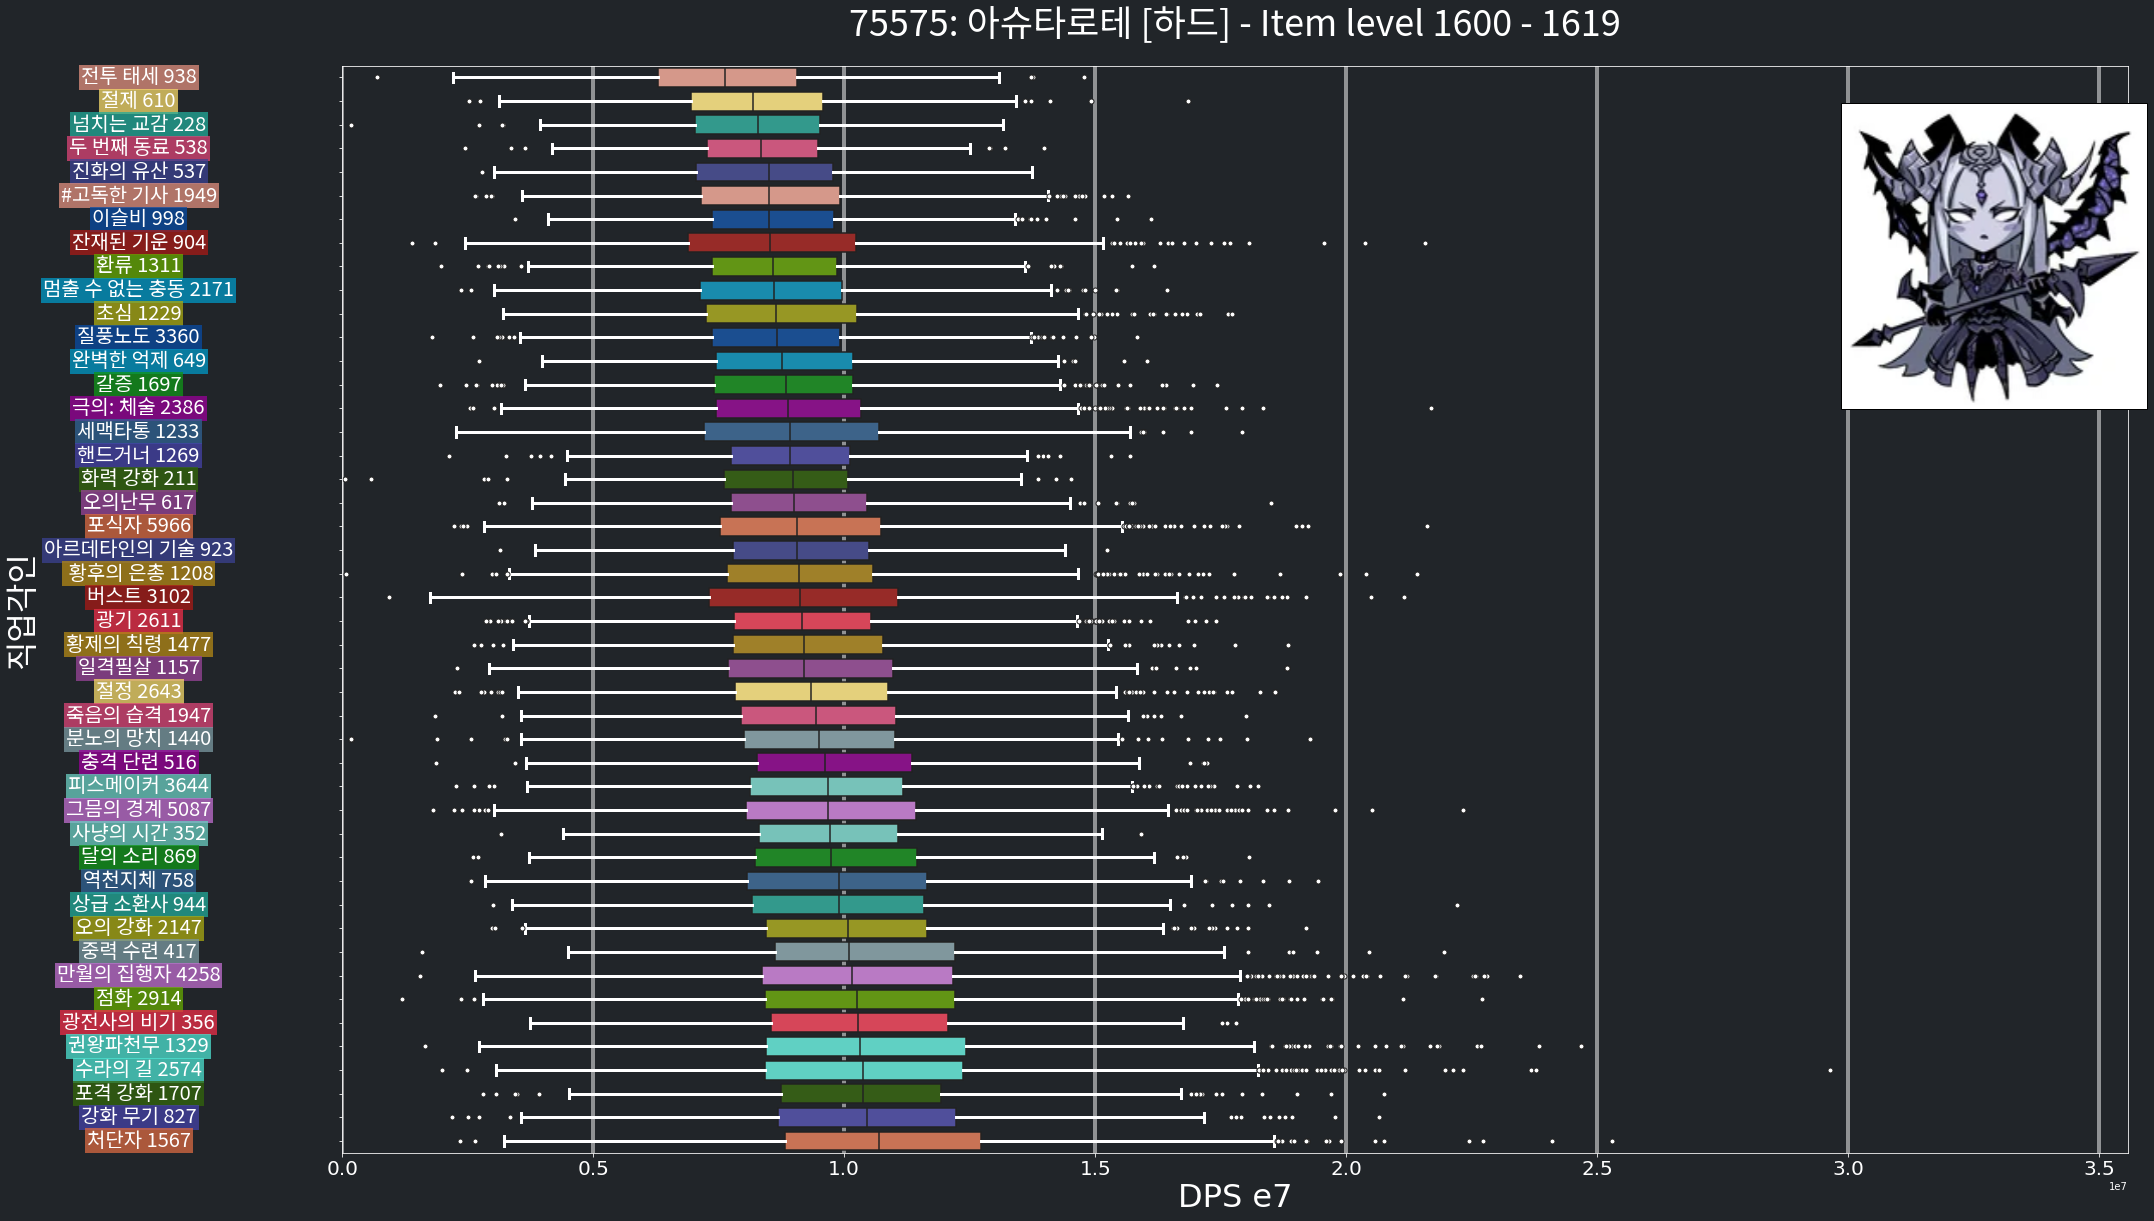 75575: 아슈타로테 [하드] - Item level 1600 - 1619
전투 태세 938
절제 610
넘치는 교감 228
두 번째 동료 538
진화의 유산 537
#고독한 기사 1949
이슬비 998
잔재된 기운 904
환류 1311
멈출 수 없는 충동 2171
초심 1229
질풍노도 3360
완벽한 억제 649
갈증 1697
극의: 체술 2386
세맥타통 1233
핸드거너 1269
화력 강화 211
오의난무 617
포식자 5966
아르데타인의 기술 923
황후의 은총 1208
버스트 3102
광기 2611
황제의 칙령 1477
일격필살 1157
절정 2643
죽음의 습격 1947
분노의 망치 1440
충격 단련 516
피스메이커 3644
그믐의 경계 5087
사냥의 시간 352
달의 소리 869
역천지체 758
상급 소환사 944
오의 강화 2147
중력 수련 417
만월의 집행자 4258
점화 2914
광전사의 비기 356
권왕파천무 1329
수라의 길 2574
포격 강화 1707
강화 무기 827
처단자 1567
직업각인
0.0 0.5 1.0 1.5 2.0 2.5 3.0 3.5
1e7
DPS e7